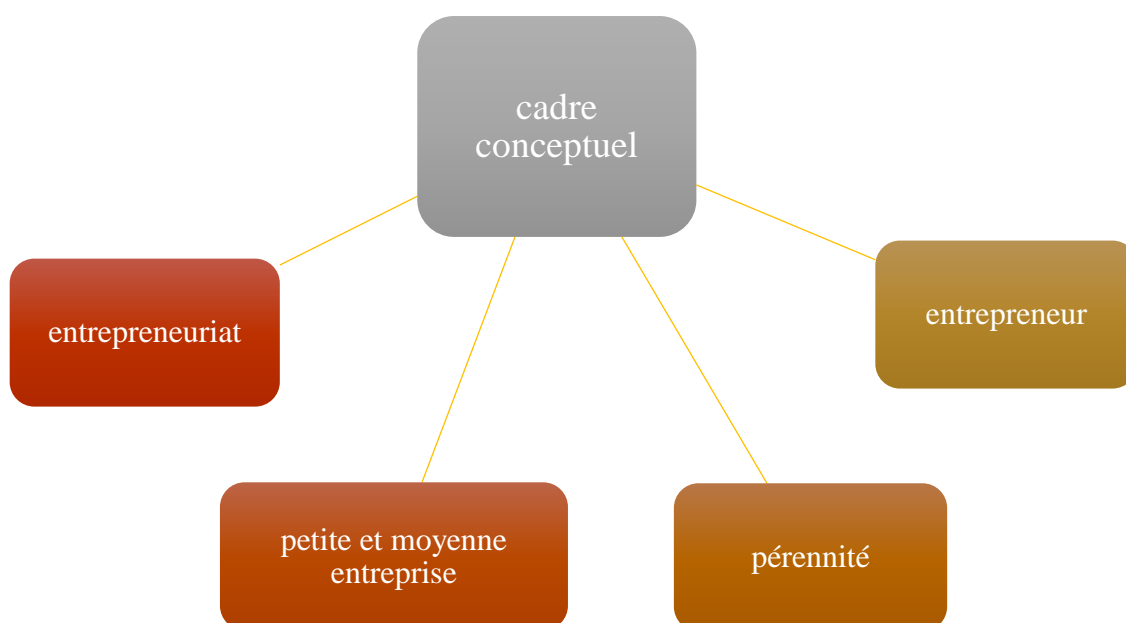 cadre
conceptuel
entrepreneuriat
entrepreneur
petite et moyenne
entreprise
pérennité